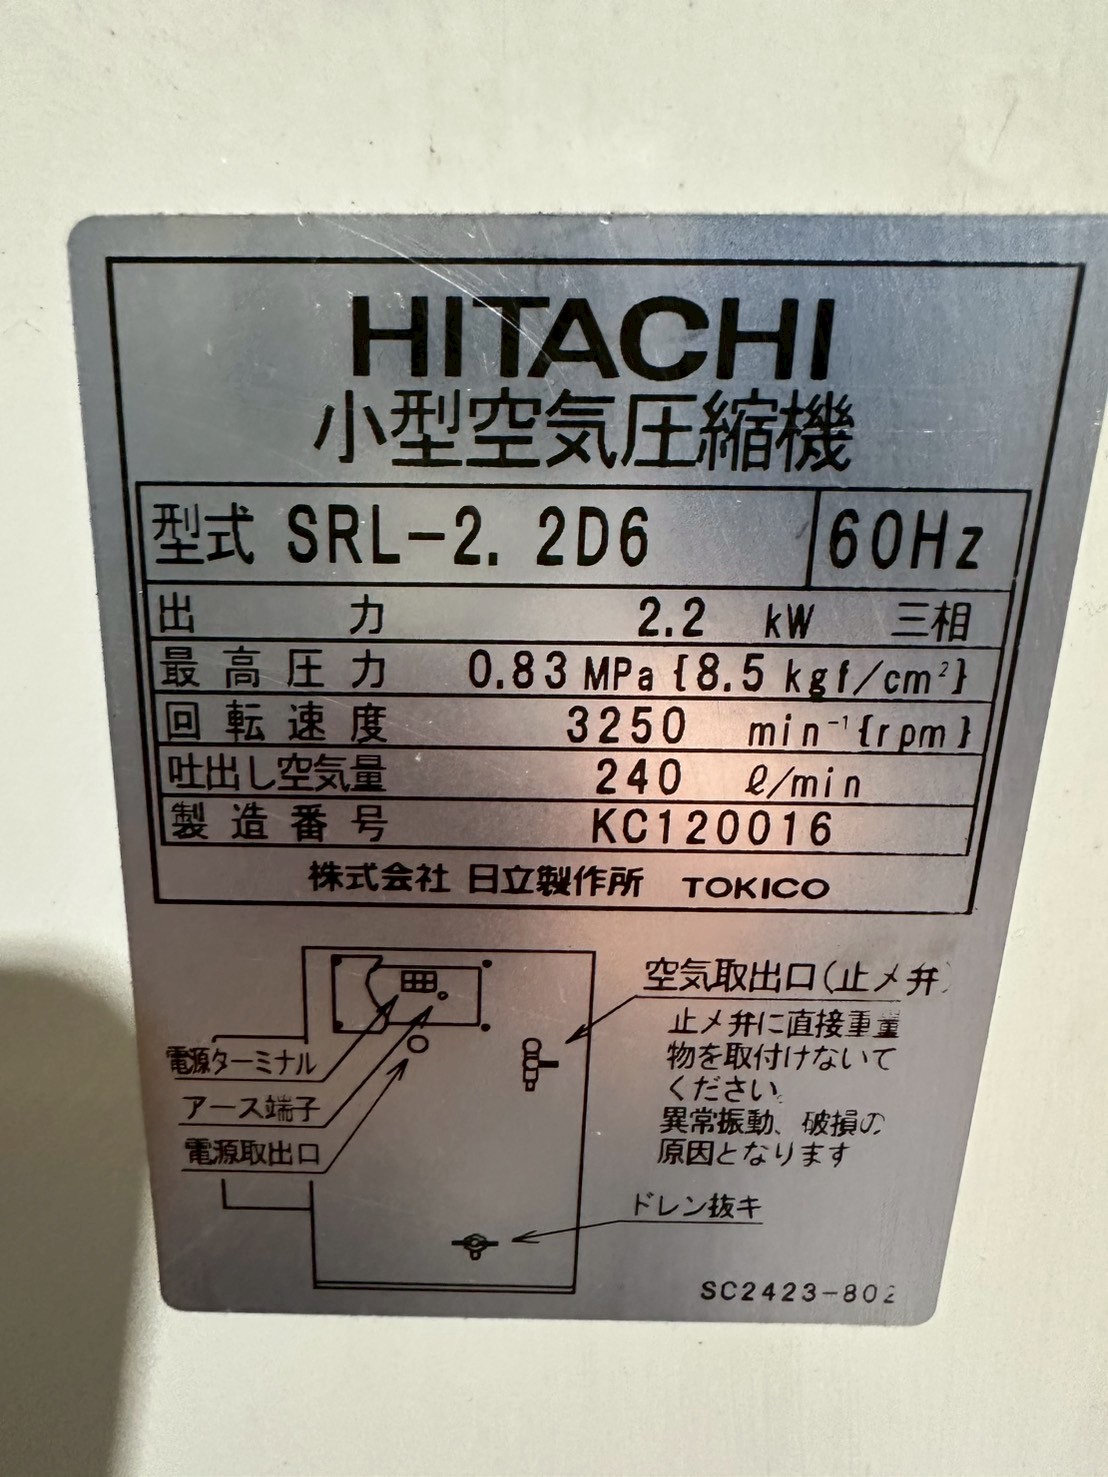 HITACHI
小型空気圧縮機
型式 SRL-2.2D6 60Hz
出力 2.2 kW 三相
最高圧力 0.83 MPa {8.5 kgf/cm²}
回転速度 3250 min⁻¹ {rpm}
吐出し空気量 240 ℓ/min
製造番号 KC120016
株式会社 日立製作所 TOKICO
空気取出口(止メ弁)
止メ弁に直接重量
物を取付けないで
ください。
異常振動、破損の
原因となります
電源ターミナル
アース端子
電源取出口
ドレン抜キ
SC2423-802